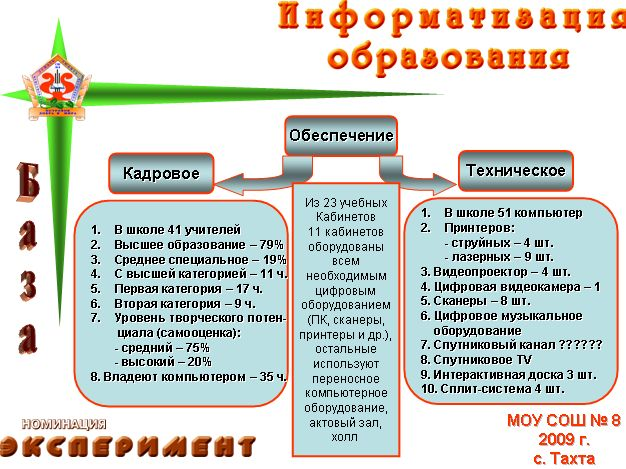 Информатизация
образования
База
Обеспечение
Кадровое
Техническое
1. В школе 41 учителей
2. Высшее образование – 79%
3. Среднее специальное – 19%
4. С высшей категорией – 11 ч.
5. Первая категория – 17 ч.
6. Вторая категория – 9 ч.
7. Уровень творческого потен-
циала (самооценка):
- средний – 75%
- высокий – 20%
8. Владеют компьютером – 35 ч.
Из 23 учебных
Кабинетов
11 кабинетов
оборудованы
всем
необходимым
цифровым
оборудованием
(ПК, сканеры,
принтеры и др.),
остальные
используют
переносное
компьютерное
оборудование,
актовый зал,
холл
1. В школе 51 компьютер
2. Принтеров:
- струйных – 4 шт.
- лазерных – 9 шт.
3. Видеопроектор – 4 шт.
4. Цифровая видеокамера – 1
5. Сканеры – 8 шт.
6. Цифровое музыкальное
оборудование
7. Спутниковый канал ??????
8. Спутниковое TV
9. Интерактивная доска 3 шт.
10. Сплит-система 4 шт.
НОМИНАЦИЯ
ЭКСПЕРИМЕНТ
МОУ СОШ № 8
2009 г.
с. Тахта